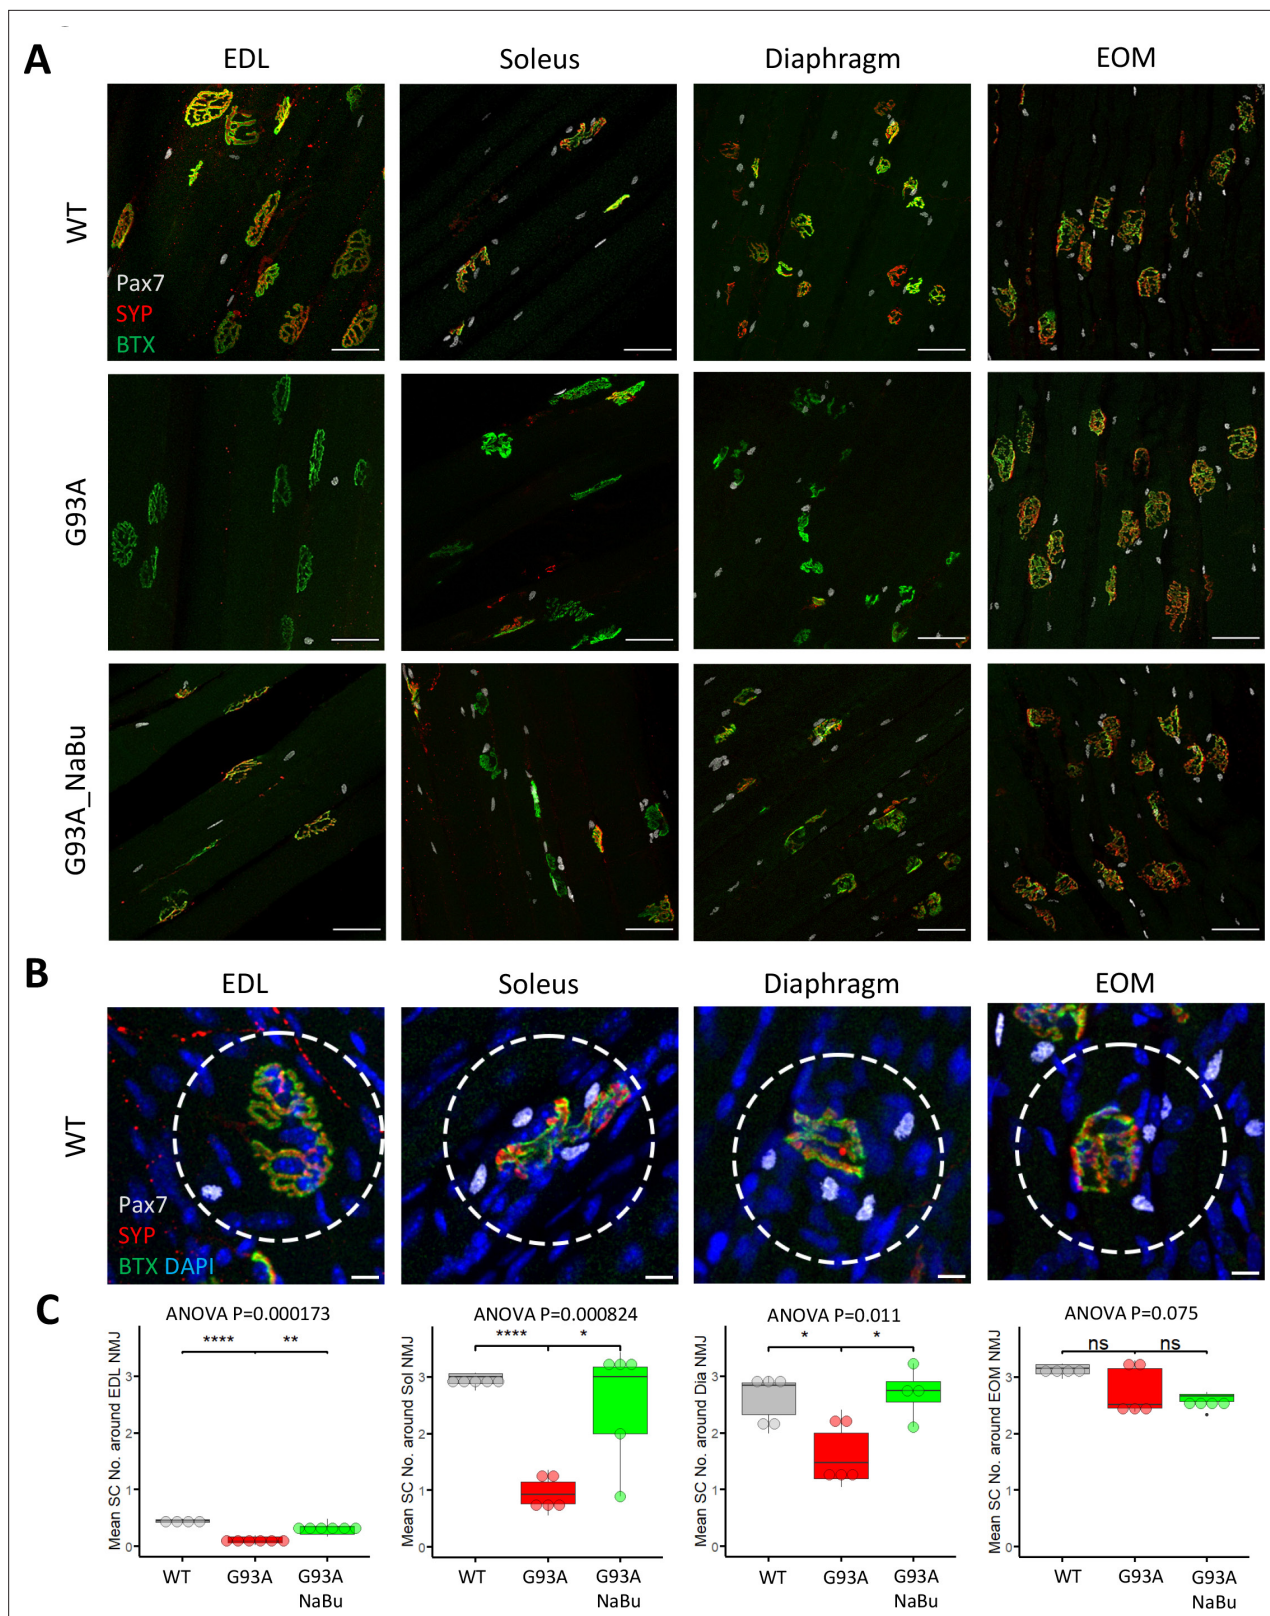 A
EDL Soleus Diaphragm EOM
WT
Pax7
SYP
BTX
G93A
G93A_NaBu
B
EDL Soleus Diaphragm EOM
WT
Pax7
SYP
BTX DAPI
C
ANOVA P=0.000173
**** **
Mean SC No. around EDL NMJ
3
2
1
0
WT G93A G93A
NaBu
ANOVA P=0.000824
**** *
Mean SC No. around Sol NMJ
3
2
1
0
WT G93A G93A
NaBu
ANOVA P=0.011
* *
Mean SC No. around Dia NMJ
3
2
1
0
WT G93A G93A
NaBu
ANOVA P=0.075
ns ns
Mean SC No. around EOM NMJ
3
2
1
0
WT G93A G93A
NaBu